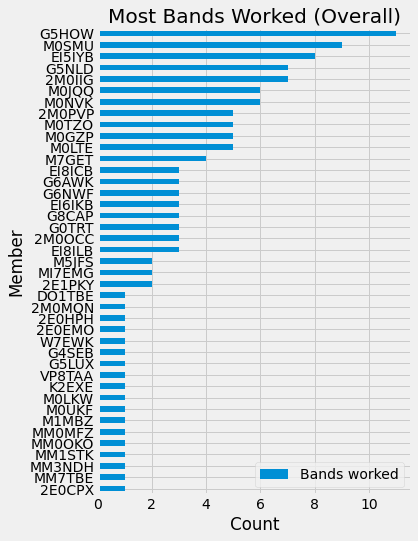 Most Bands Worked (Overall)
G5HOW
M0SMU
EI5IYB
G5NLD
2M0IIG
M0JQQ
M0NVK
2M0PVP
M0TZO
M0GZP
M0LTE
M7GET
EI8ICB
G6AWK
G6NWF
EI6IKB
G8CAP
G0TRT
2M0OCC
EI8ILB
M5JFS
MI7EMG
2E1PKY
DO1TBE
2M0MQN
2E0HPH
2E0EMO
W7EWK
G4SEB
G5LUX
VP8TAA
K2EXE
M0LKW
M0UKF
M1MBZ
MM0MFZ
MM0OKO
MM1STK
MM3NDH
MM7TBE
2E0CPX
Member
Bands worked
0 2 4 6 8 10
Count